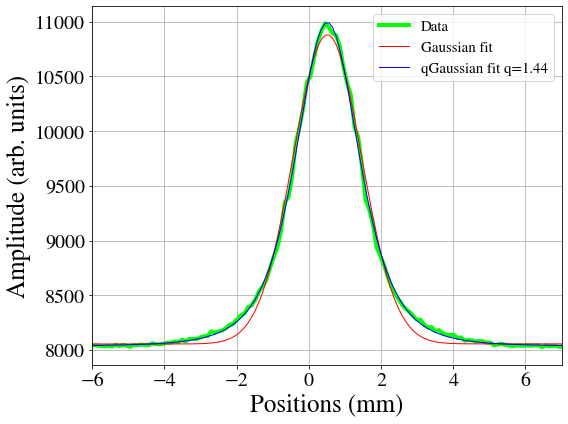 Data
Gaussian fit
qGaussian fit q=1.44
Amplitude (arb. units)
11000
10500
10000
9500
9000
8500
8000
−6 −4 −2 0 2 4 6
Positions (mm)